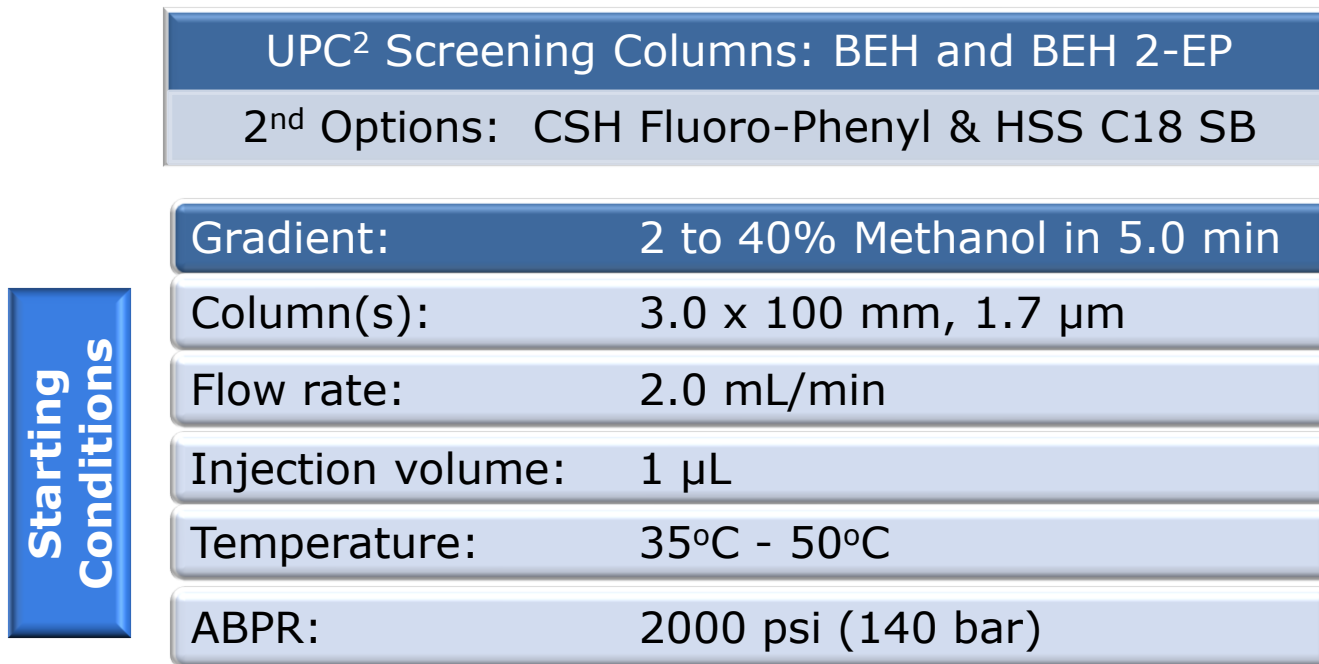 UPC² Screening Columns: BEH and BEH 2-EP
2ⁿᵈ Options: CSH Fluoro-Phenyl & HSS C18 SB
Starting
Conditions
Gradient: 2 to 40% Methanol in 5.0 min
Column(s): 3.0 x 100 mm, 1.7 µm
Flow rate: 2.0 mL/min
Injection volume: 1 µL
Temperature: 35ºC - 50ºC
ABPR: 2000 psi (140 bar)